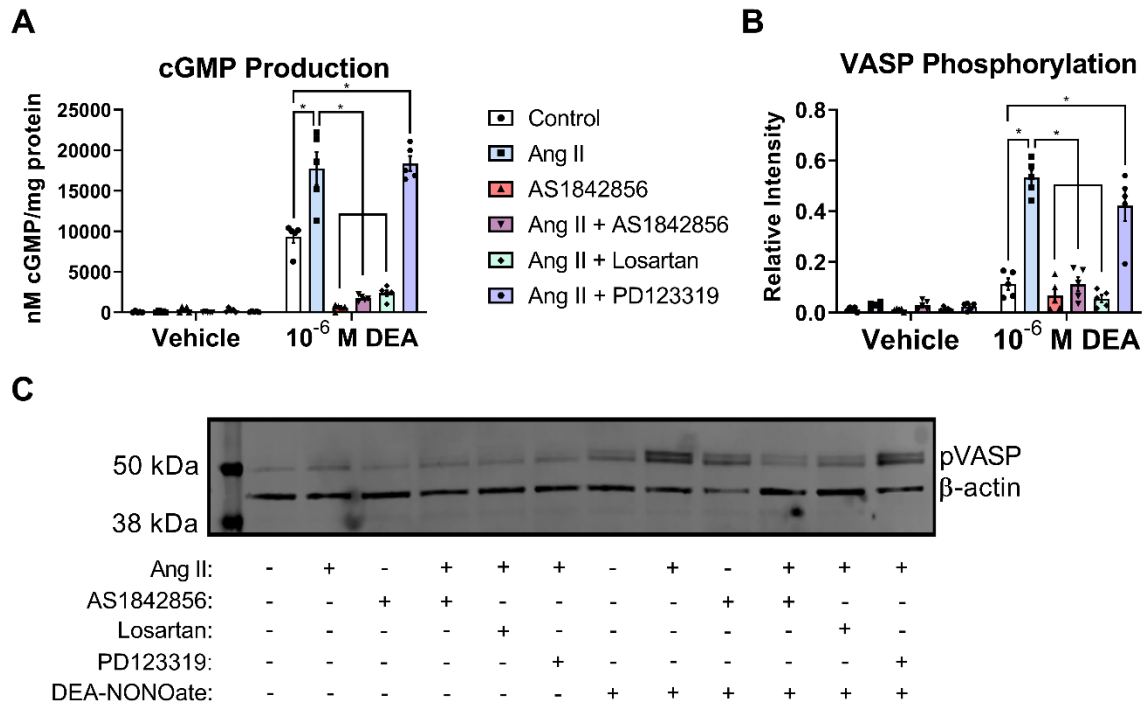 A
cGMP Production
nM cGMP/mg protein
25000
20000
15000
10000
5000
0
* * *
Vehicle 10⁻⁶ M DEA
Control
Ang II
AS1842856
Ang II + AS1842856
Ang II + Losartan
Ang II + PD123319
B
VASP Phosphorylation
Relative Intensity
0.8
0.6
0.4
0.2
0.0
* * *
Vehicle 10⁻⁶ M DEA
C
50 kDa
38 kDa
pVASP
β-actin
Ang II: - + - + + + - + - + + +
AS1842856: - - + + - - - - + + - -
Losartan: - - - - + - - - - - + -
PD123319: - - - - - + - - - - - +
DEA-NONOate: - - - - - - + + + + + +